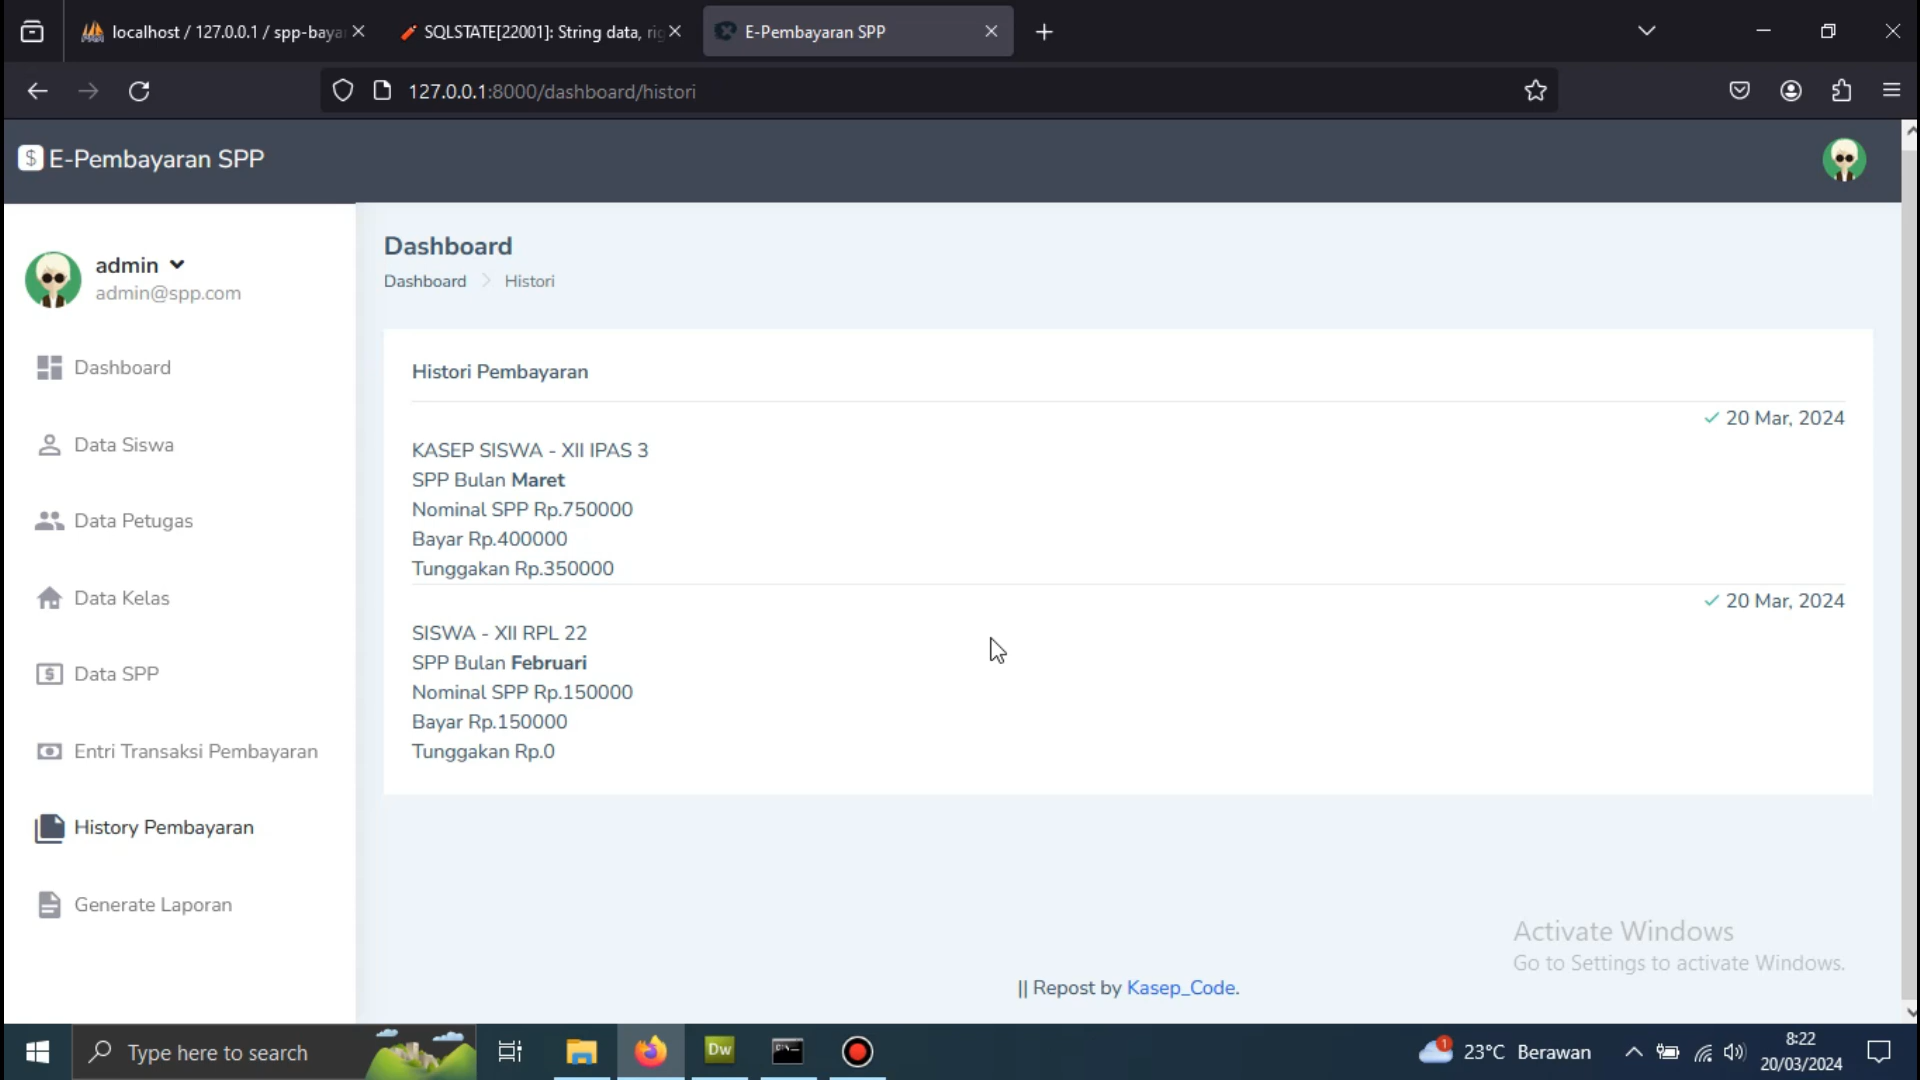 localhost / 127.0.0.1 / spp-baya
SQLSTATE[22001]: String data, rig
E-Pembayaran SPP
127.0.0.1:8000/dashboard/histori
$ E-Pembayaran SPP
admin
admin@spp.com
Dashboard
Data Siswa
Data Petugas
Data Kelas
Data SPP
Entri Transaksi Pembayaran
History Pembayaran
Generate Laporan
Dashboard
Dashboard > Histori
Histori Pembayaran
20 Mar, 2024
KASEP SISWA - XII IPAS 3
SPP Bulan Maret
Nominal SPP Rp.750000
Bayar Rp.400000
Tunggakan Rp.350000
20 Mar, 2024
SISWA - XII RPL 22
SPP Bulan Februari
Nominal SPP Rp.150000
Bayar Rp.150000
Tunggakan Rp.0
Activate Windows
Go to Settings to activate Windows.
|| Repost by Kasep_Code.
Type here to search
Dw
1
23°C Berawan
8:22
20/03/2024